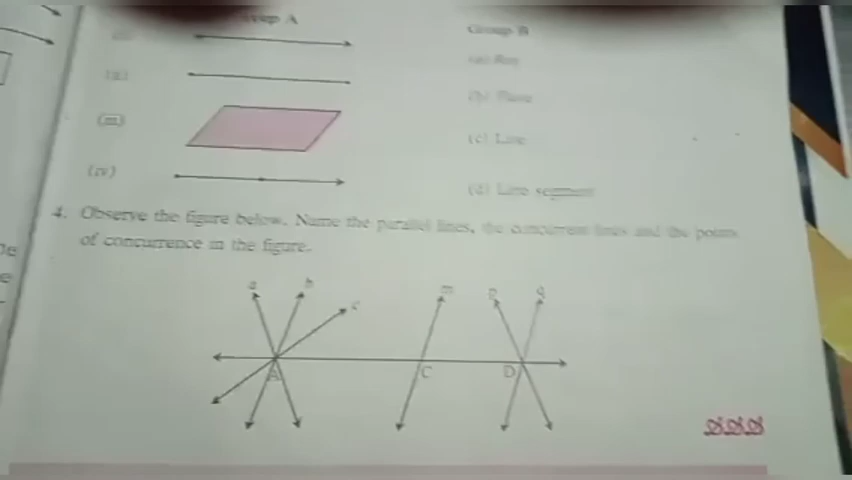 Group A
Group B
(a) Ray
(ii)
(b) Plane
(iii)
(c) Line
(iv)
(d) Line segment
4. Observe the figure below. Name the parallel lines, the concurrent lines and the points
of concurrence in the figure.
a b c m p q
A C D